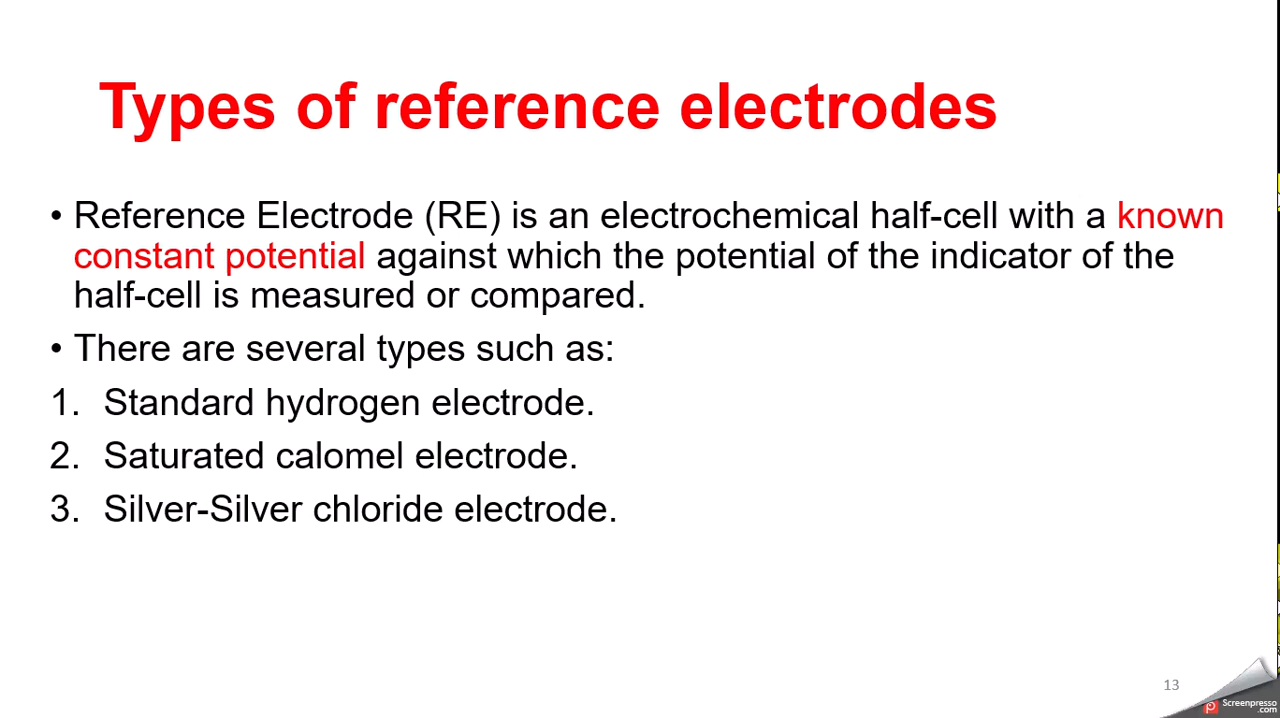 Types of reference electrodes
• Reference Electrode (RE) is an electrochemical half-cell with a known
constant potential against which the potential of the indicator of the
half-cell is measured or compared.
• There are several types such as:
1. Standard hydrogen electrode.
2. Saturated calomel electrode.
3. Silver-Silver chloride electrode.
13
Screenpresso
.com